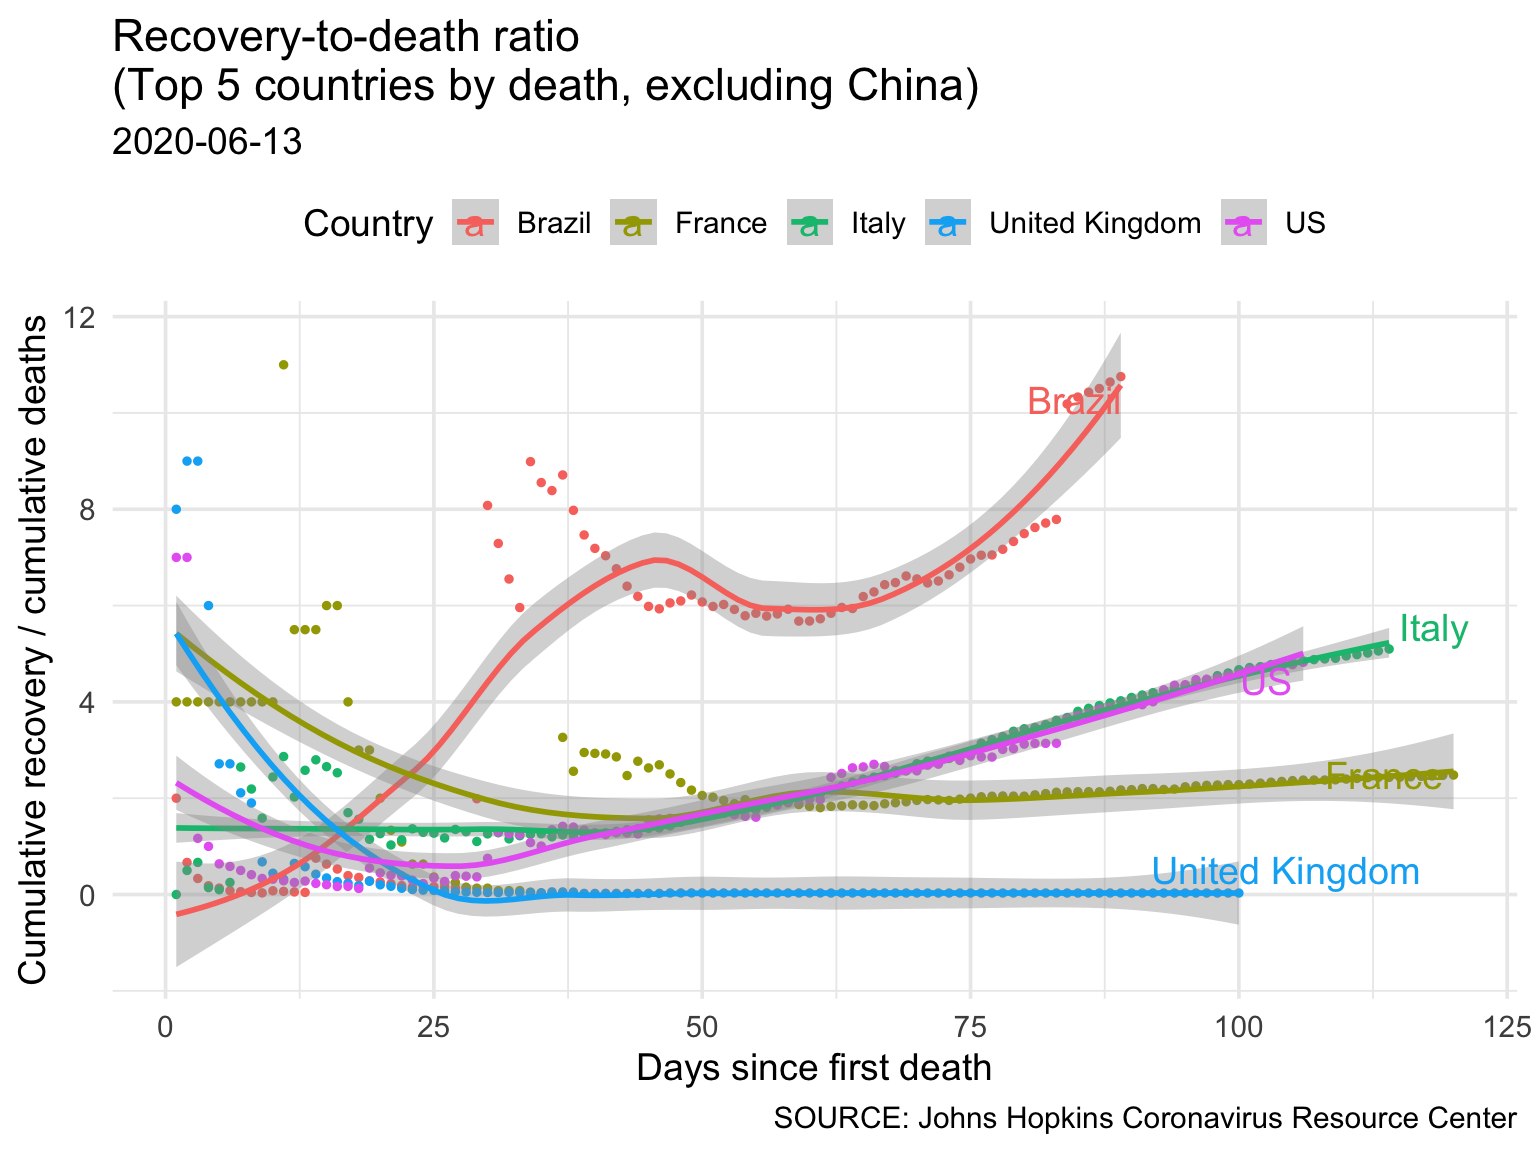 Recovery-to-death ratio
(Top 5 countries by death, excluding China)
2020-06-13
Country a Brazil a France a Italy a United Kingdom a US
Cumulative recovery / cumulative deaths
12
8
4
0
Brazil
Italy
US
France
United Kingdom
0 25 50 75 100 125
Days since first death
SOURCE: Johns Hopkins Coronavirus Resource Center